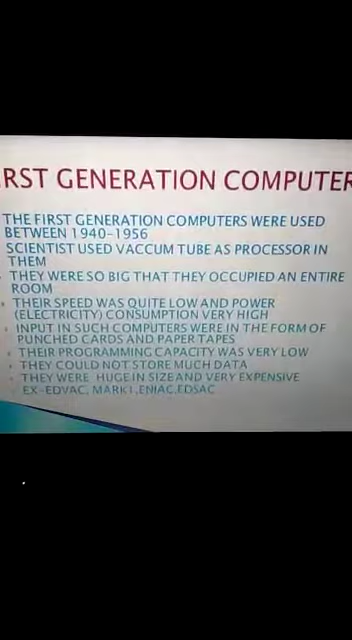 RST GENERATION COMPUTER
THE FIRST GENERATION COMPUTERS WERE USED
BETWEEN 1940-1956
SCIENTIST USED VACCUM TUBE AS PROCESSOR IN
THEM
THEY WERE SO BIG THAT THEY OCCUPIED AN ENTIRE
ROOM
THEIR SPEED WAS QUITE LOW AND POWER
(ELECTRICITY) CONSUMPTION VERY HIGH
INPUT IN SUCH COMPUTERS WERE IN THE FORM OF
PUNCHED CARDS AND PAPER TAPES
THEIR PROGRAMMING CAPACITY WAS VERY LOW
THEY COULD NOT STORE MUCH DATA
THEY WERE HUGE IN SIZE AND VERY EXPENSIVE
EX-EDVAC, MARK1,ENIAC,EDSAC